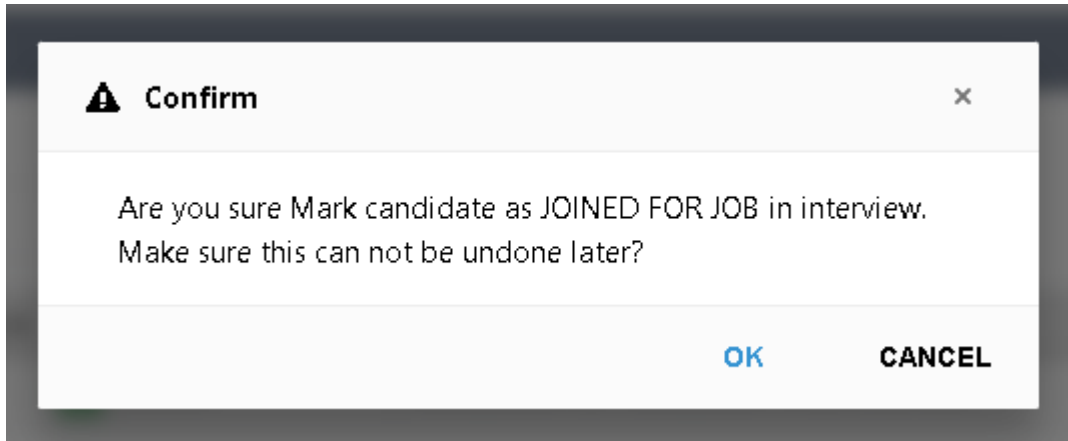 Confirm
Are you sure Mark candidate as JOINED FOR JOB in interview.
Make sure this can not be undone later?
OK CANCEL